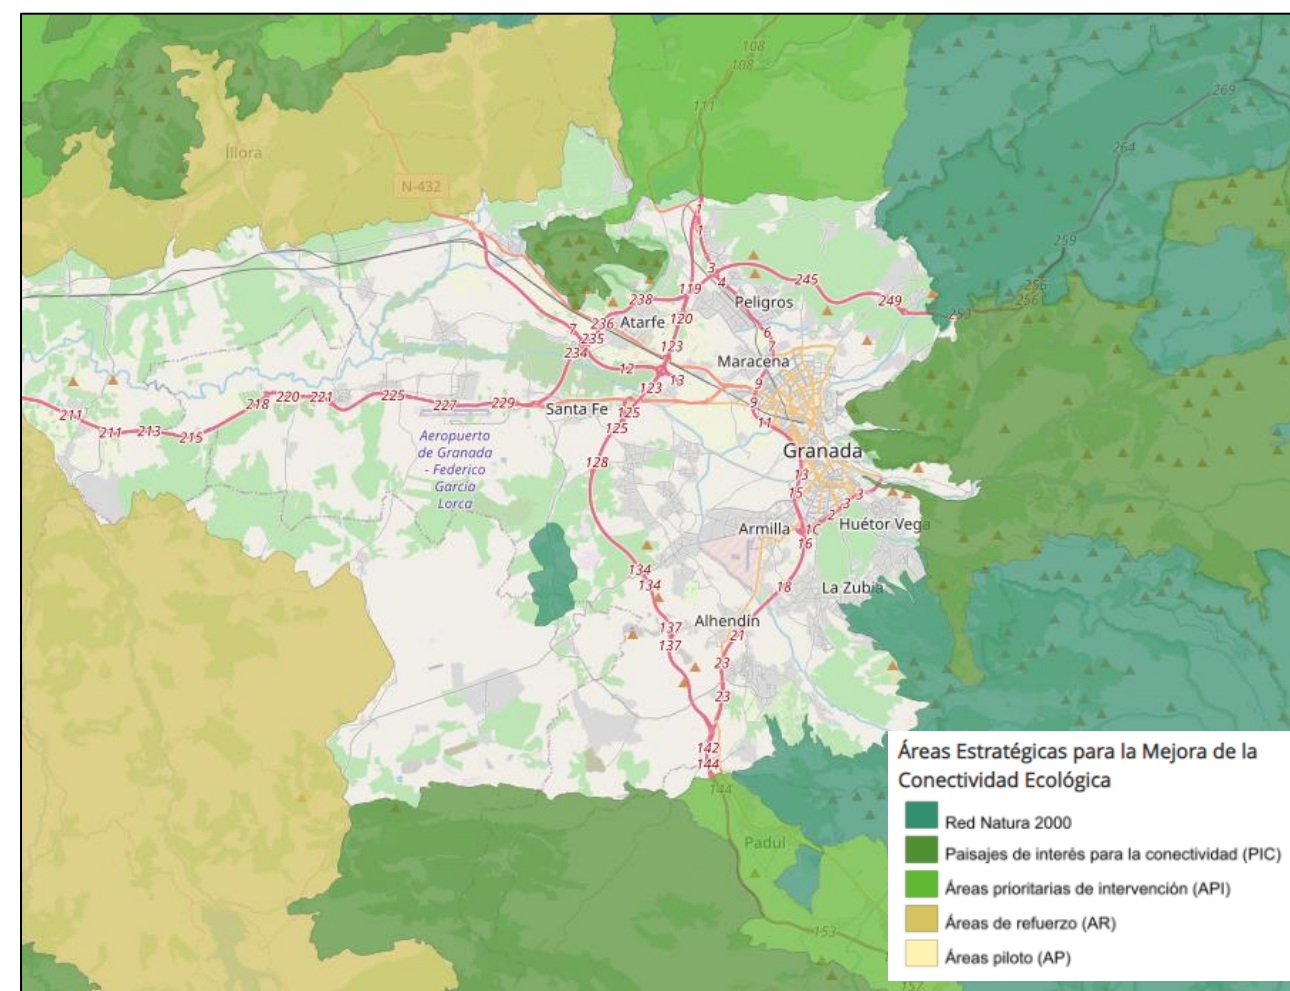 108
108
111
269
264
259
256
256
253
Íllora
N-432
1
1
3
4
245
249
119
238
120
Peligros
236
Atarfe
235
234
7
6
7
123
12
13
123
Maracena
9
9
11
211
211
213
215
218
220
221
225
227
229
Santa Fe
125
125
128
Aeropuerto
de Granada
- Federico
García
Lorca
Granada
13
15
3
3
2
1C
16
Armilla
Huétor Vega
18
La Zubia
134
134
137
137
Alhendín
21
23
23
142
144
144
Padul
153
157
Áreas Estratégicas para la Mejora de la
Conectividad Ecológica
Red Natura 2000
Paisajes de interés para la conectividad (PIC)
Áreas prioritarias de intervención (API)
Áreas de refuerzo (AR)
Áreas piloto (AP)